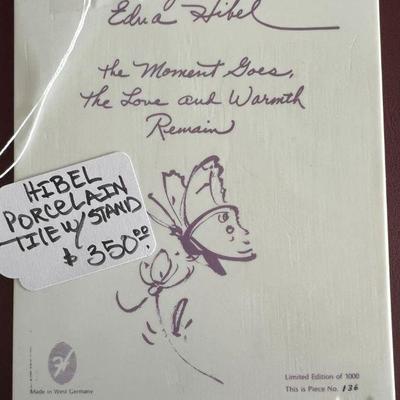 Edna Hibel
The Moment Goes,
The Love and Warmth
Remain
HIBEL
PORCELAIN
TILE W/ STAND
$350.00
Made in West Germany
Limited Edition of 1000
This is Piece No. 136